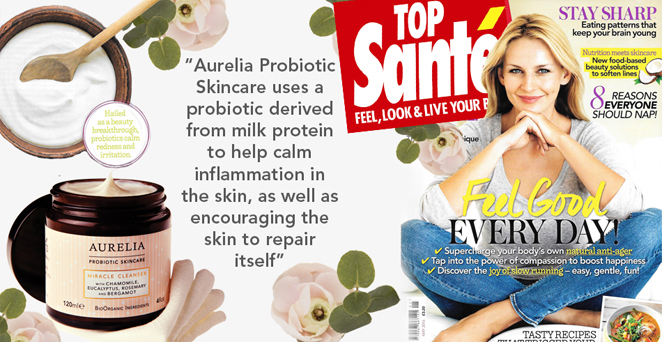 Hailed
as a beauty
breakthrough,
probiotics calm
redness and
irritation.
AURELIA
PROBIOTIC SKINCARE
MIRACLE CLEANSER
WITH CHAMOMILE,
EUCALYPTUS, ROSEMARY
AND BERGAMOT
120ml e
BIOORGANIC INGREDIENTS
"Aurelia Probiotic
Skincare uses a
probiotic derived
from milk protein
to help calm
inflammation in
the skin, as well as
encouraging the
skin to repair
itself"
TOP
Santé
FEEL, LOOK & LIVE YOUR B
ique
STAY SHARP
Eating patterns that
keep your brain young
Nutrition meets skincare
New food-based
beauty solutions
to soften lines
8 REASONS
EVERYONE
SHOULD NAP!
Feel Good
EVERY DAY!
✓ Supercharge your body's own natural anti-ager
✓ Tap into the power of compassion to boost happiness
✓ Discover the joy of slow running – easy, gentle, fun!
TASTY RECIPES
THAT TRIGGER YOUR